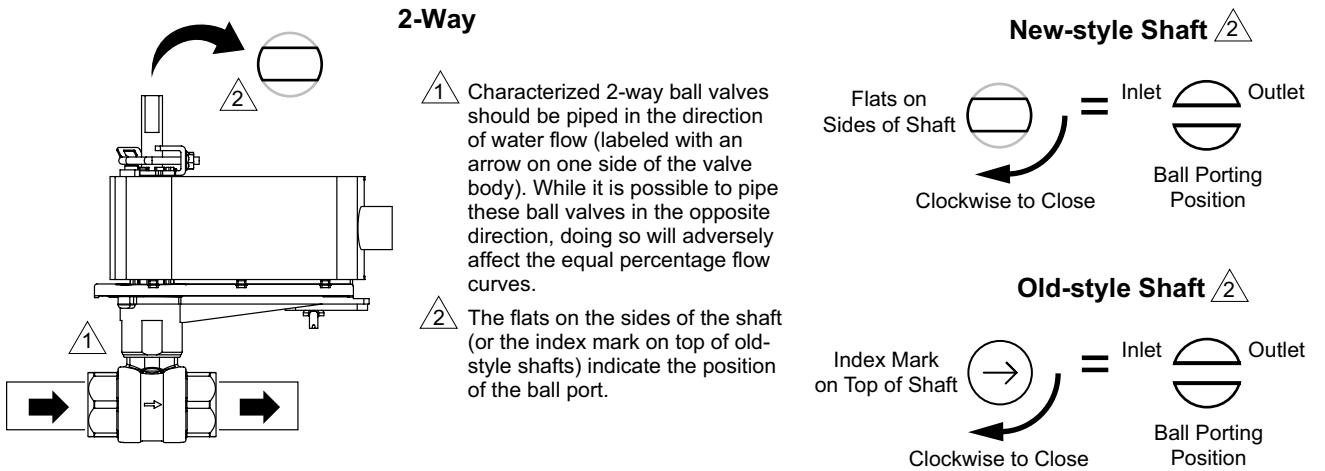 2-Way
2
1
1 Characterized 2-way ball valves
should be piped in the direction
of water flow (labeled with an
arrow on one side of the valve
body). While it is possible to pipe
these ball valves in the opposite
direction, doing so will adversely
affect the equal percentage flow
curves.
2 The flats on the sides of the shaft
(or the index mark on top of old-
style shafts) indicate the position
of the ball port.
New-style Shaft 2
Flats on
Sides of Shaft
=
Inlet
Outlet
Clockwise to Close
Ball Porting
Position
Old-style Shaft 2
Index Mark
on Top of Shaft
=
Inlet
Outlet
Clockwise to Close
Ball Porting
Position